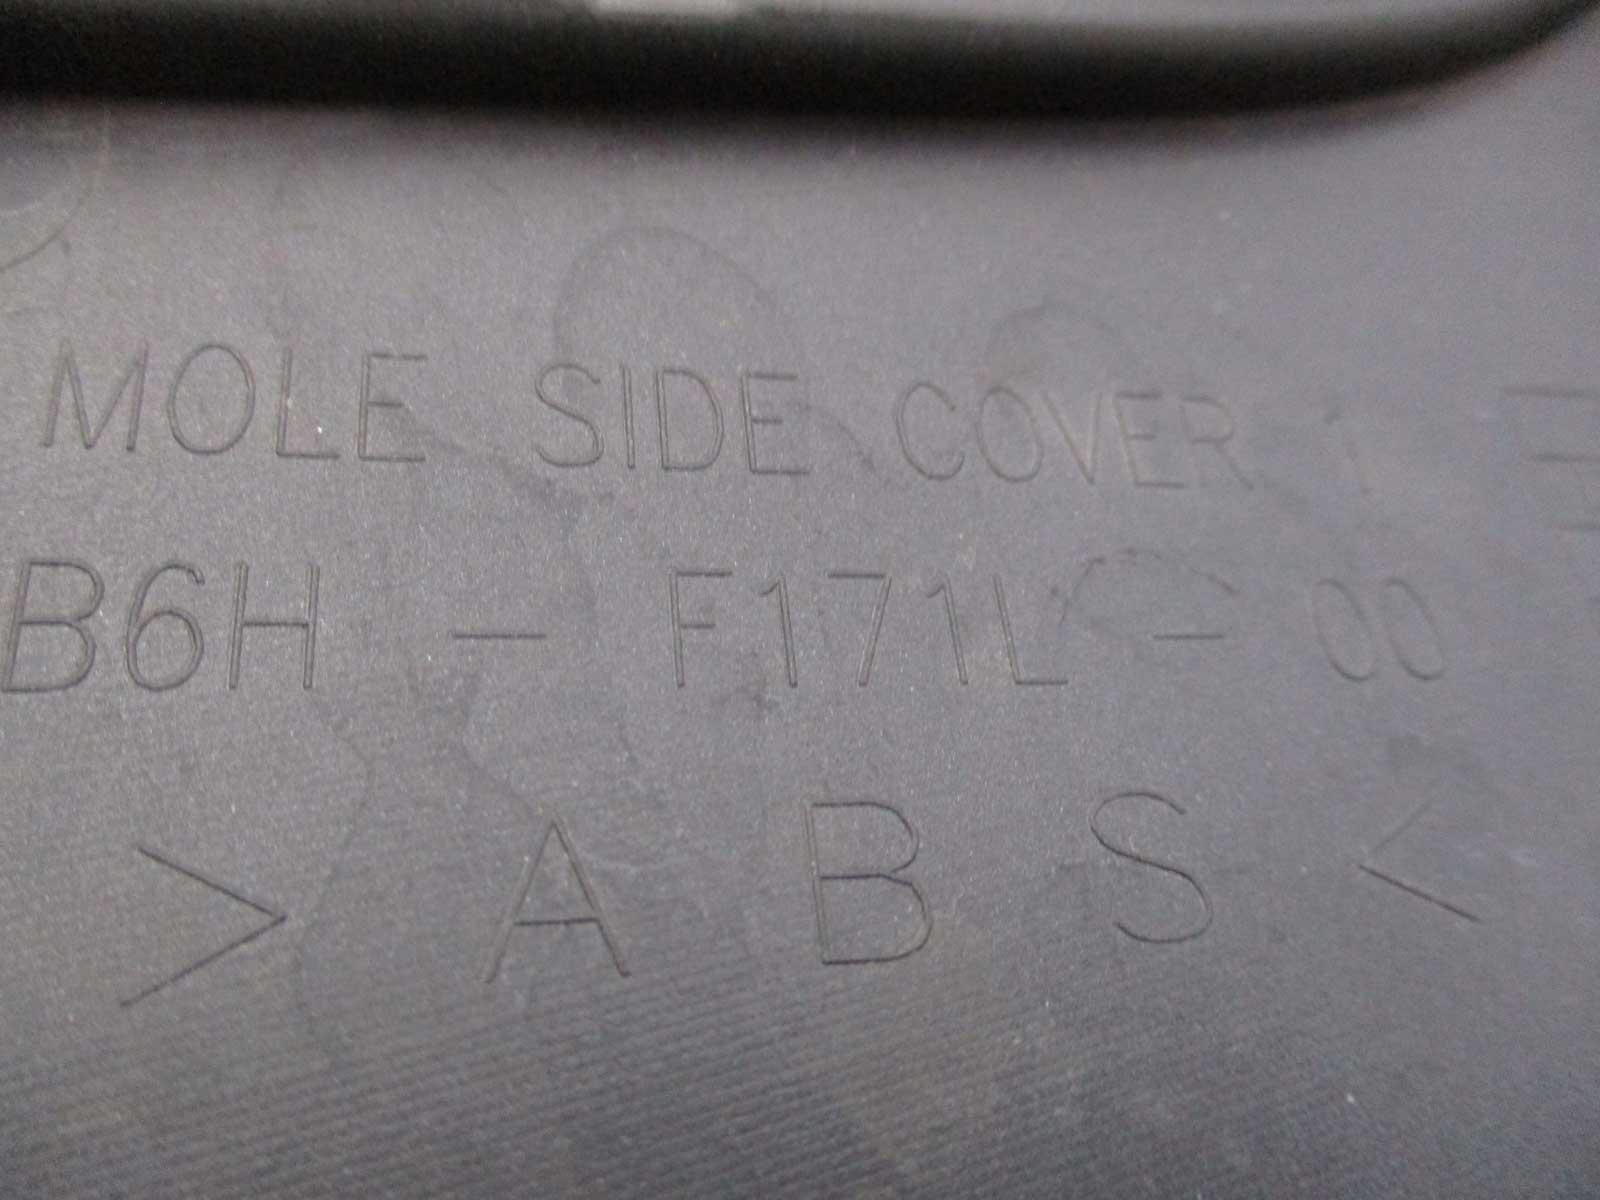 MOLE SIDE COVER 1
B6H - F171L - 00
> A B S <